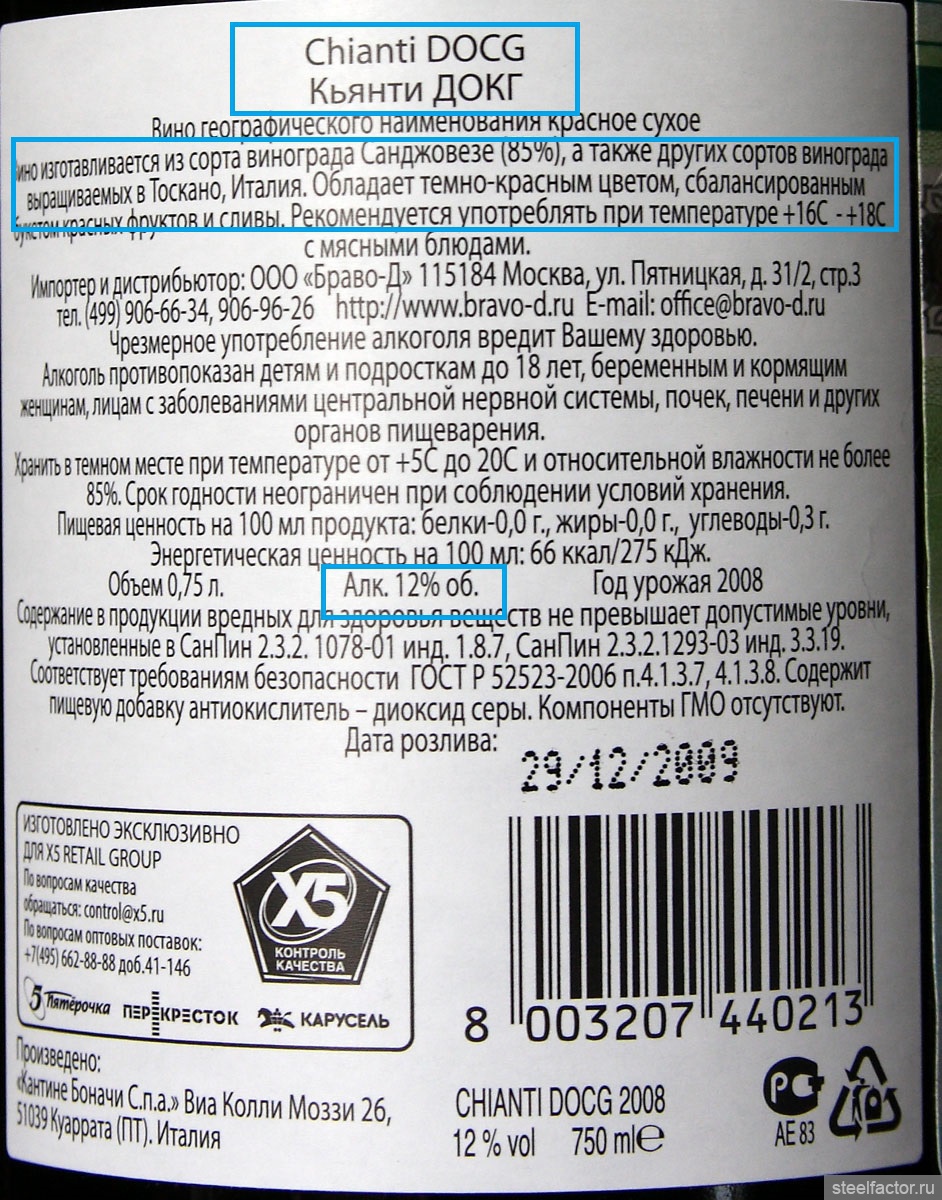 Chianti DOCG
Кьянти ДОКГ
Вино географического наименования красное сухое
изготавливается из сорта винограда Санджовезе (85%), а также других сортов винограда
выращиваемых в Тоскано, Италия. Обладает темно-красным цветом, сбалансированным
букетом красных фруктов и сливы. Рекомендуется употреблять при температуре +16С - +18С
с мясными блюдами.
Импортер и дистрибьютор: ООО «Браво-Д» 115184 Москва, ул. Пятницкая, д. 31/2, стр.3
тел. (499) 906-66-34, 906-96-26 http://www.bravo-d.ru E-mail: office@bravo-d.ru
Чрезмерное употребление алкоголя вредит Вашему здоровью.
Алкоголь противопоказан детям и подросткам до 18 лет, беременным и кормящим
женщинам, лицам с заболеваниями центральной нервной системы, почек, печени и других
органов пищеварения.
Хранить в темном месте при температуре от +5С до 20С и относительной влажности не более
85%. Срок годности неограничен при соблюдении условий хранения.
Пищевая ценность на 100 мл продукта: белки-0,0 г., жиры-0,0 г., углеводы-0,3 г.
Энергетическая ценность на 100 мл: 66 ккал/275 кДж.
Объем 0,75 л. Алк. 12% об. Год урожая 2008
Содержание в продукции вредных для здоровья веществ не превышает допустимые уровни,
установленные в СанПин 2.3.2. 1078-01 инд. 1.8.7, СанПин 2.3.2.1293-03 инд. 3.3.19.
Соответствует требованиям безопасности ГОСТ Р 52523-2006 п.4.1.3.7, 4.1.3.8. Содержит
пищевую добавку антиокислитель – диоксид серы. Компоненты ГМО отсутствуют.
Дата розлива: 29/12/2009
ИЗГОТОВЛЕНО ЭКСКЛЮЗИВНО
ДЛЯ X5 RETAIL GROUP
По вопросам качества
обращаться: control@x5.ru
По вопросам оптовых поставок:
+7(495) 662-88-88 доб.41-146
X5
КОНТРОЛЬ
КАЧЕСТВА
5 Пятёрочка ПЕРЕКРЕСТОК КАРУСЕЛЬ
8 003207 440213
Произведено:
«Кантине Боначи С.п.а.» Виа Колли Моззи 26,
51039 Куаррата (ПТ). Италия
CHIANTI DOCG 2008
12 % vol 750 ml e
РСТ
АЕ 83
steelfactor.ru